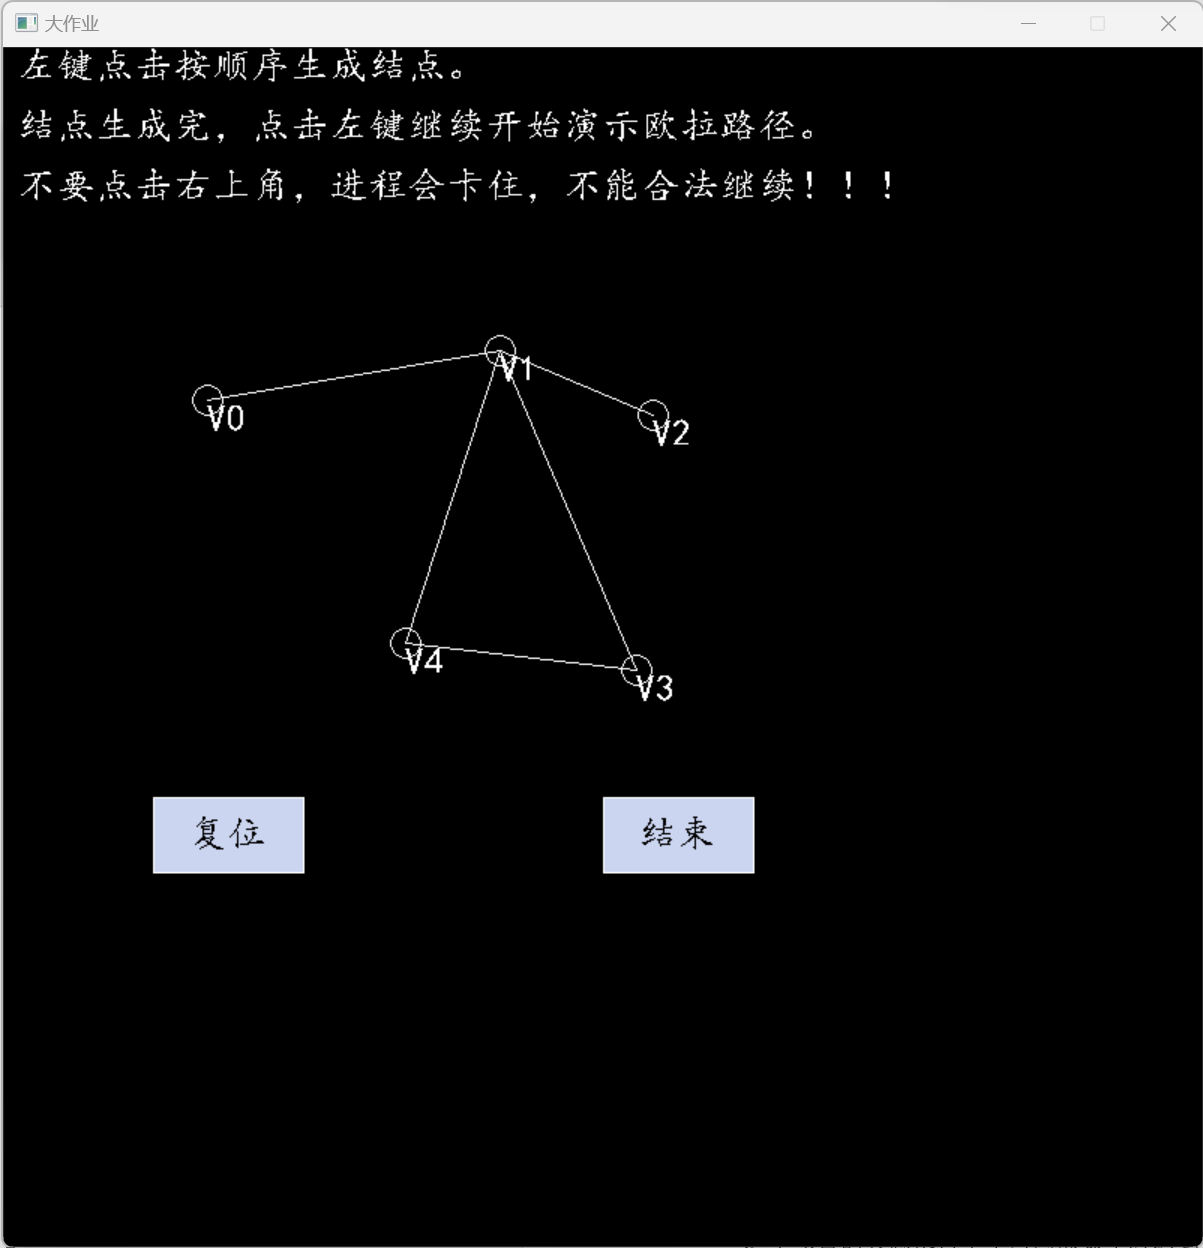 大作业
左键点击按顺序生成结点。
结点生成完，点击左键继续开始演示欧拉路径。
不要点击右上角，进程会卡住，不能合法继续！！！
V1
V0
V2
V4
V3
复位
结束